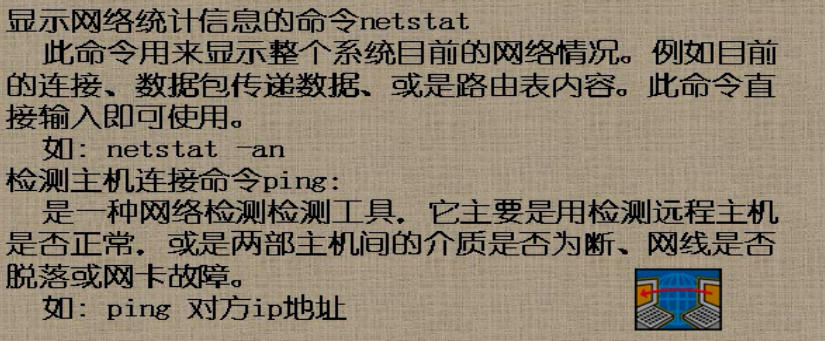 显示网络统计信息的命令netstat
此命令用来显示整个系统目前的网络情况。例如目前
的连接、数据包传递数据、或是路由表内容。此命令直
接输入即可使用。
如: netstat -an
检测主机连接命令ping:
是一种网络检测检测工具，它主要是用检测远程主机
是否正常，或是两部主机间的介质是否为断、网线是否
脱落或网卡故障。
如: ping 对方ip地址